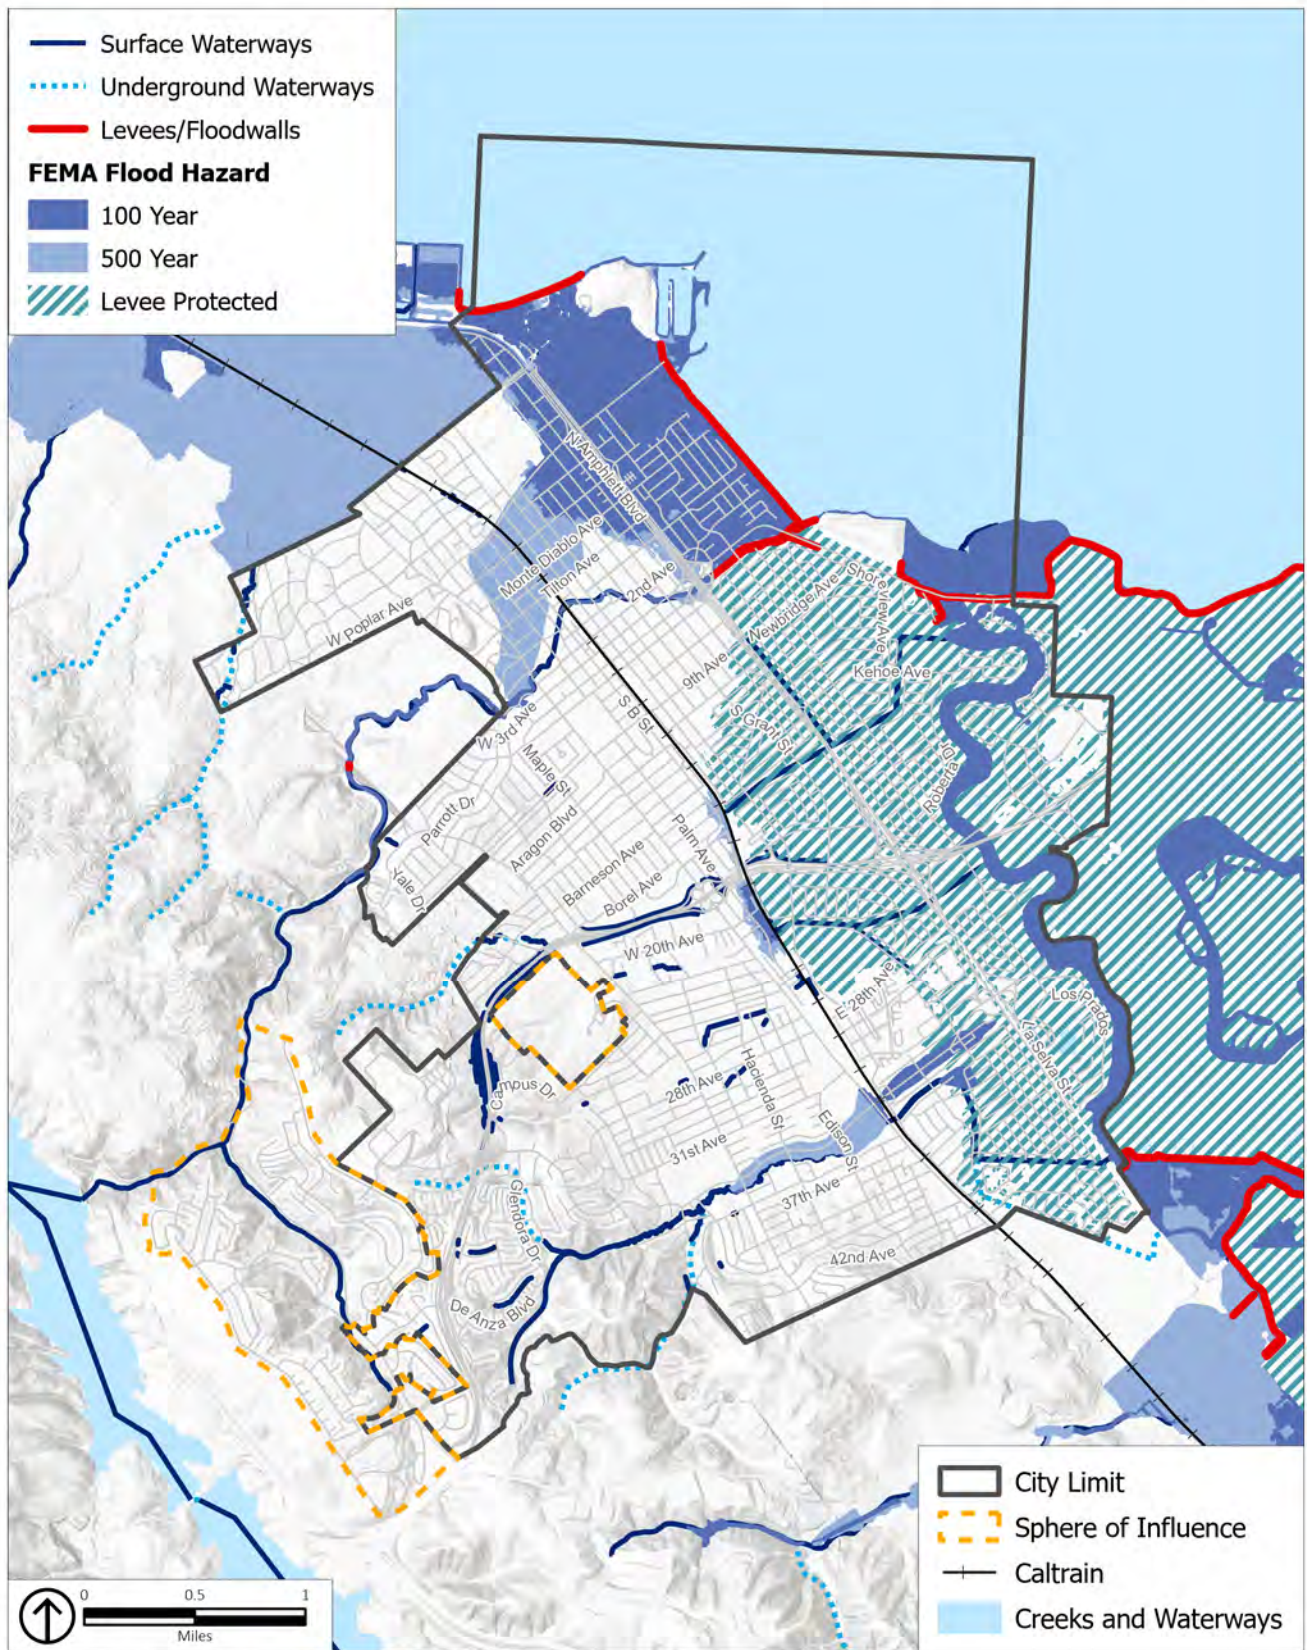 Surface Waterways
Underground Waterways
Levees/Floodwalls
FEMA Flood Hazard
100 Year
500 Year
Levee Protected
N Amphlett Blvd
Monte Diablo Ave
Tilton Ave
2nd Ave
W Poplar Ave
Shoreview Ave
Newbridge Ave
Kehoe Ave
9th Ave
S B St
S Grant St
W 3rd Ave
Maple St
Roberta Dr
Parrott Dr
Aragon Blvd
Palm Ave
Yale Dr
Barneson Ave
Borel Ave
W 20th Ave
E 28th Ave
Los Prados
La Selva St
Campus Dr
28th Ave
Hacienda St
Edison St
31st Ave
37th Ave
Glendora Dr
42nd Ave
De Anza Blvd
City Limit
Sphere of Influence
Caltrain
Creeks and Waterways
0 0.5 1
Miles